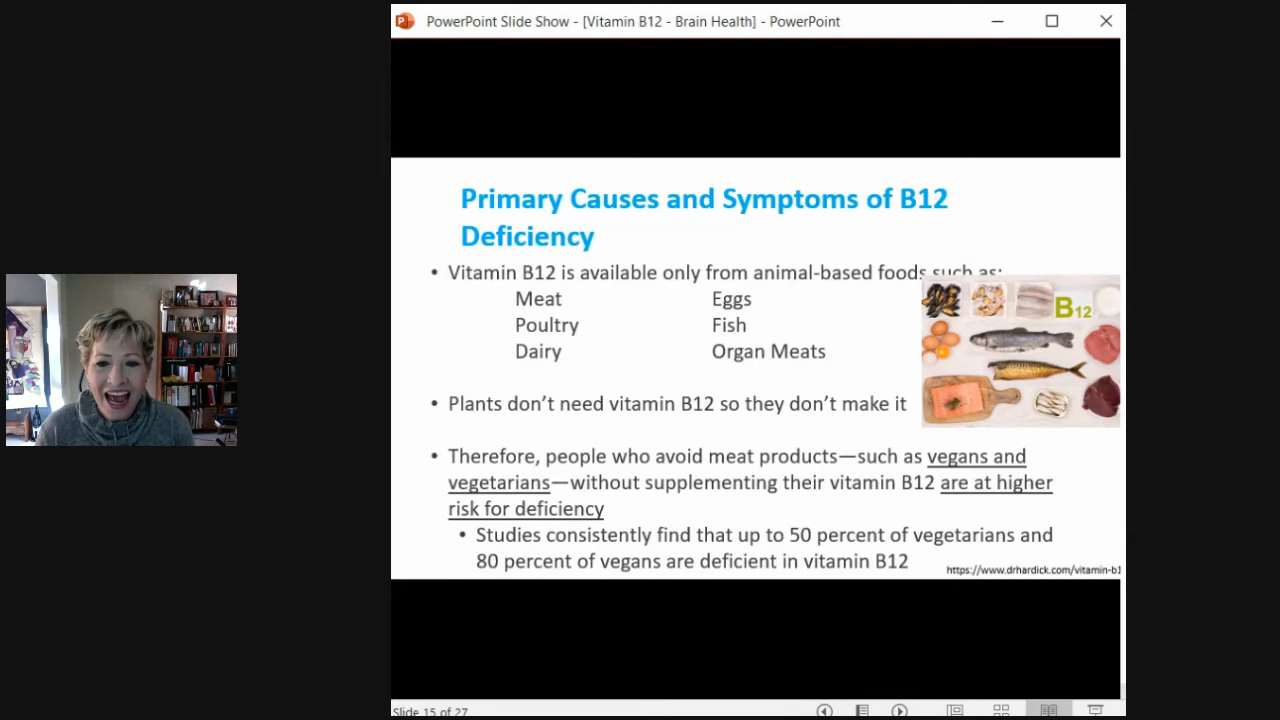 PowerPoint Slide Show - [Vitamin B12 - Brain Health] - PowerPoint
Primary Causes and Symptoms of B12
Deficiency
• Vitamin B12 is available only from animal-based foods such as:
Meat Eggs
Poultry Fish
Dairy Organ Meats
B12
• Plants don’t need vitamin B12 so they don’t make it
• Therefore, people who avoid meat products—such as vegans and
vegetarians—without supplementing their vitamin B12 are at higher
risk for deficiency
• Studies consistently find that up to 50 percent of vegetarians and
80 percent of vegans are deficient in vitamin B12
https://www.drhardick.com/vitamin-b1
Slide 15 of 27